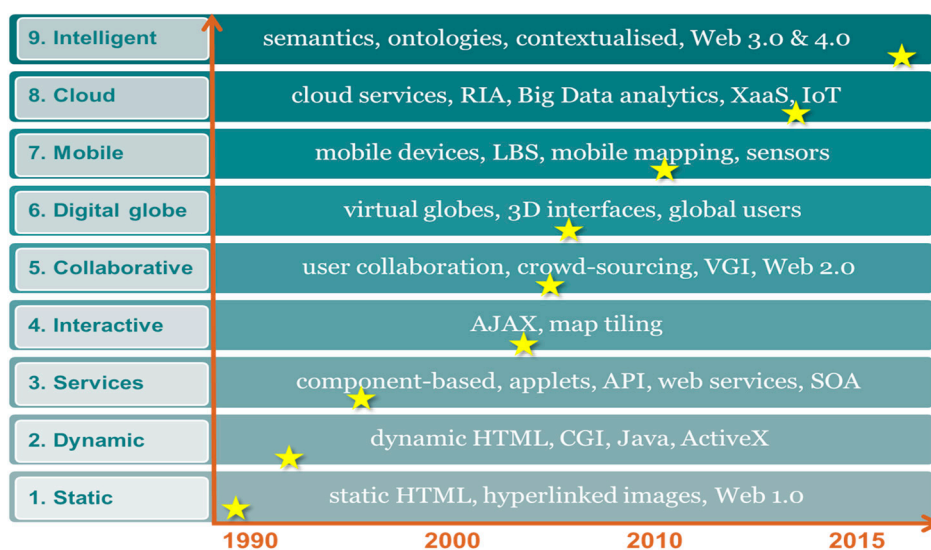 9. Intelligent
semantics, ontologies, contextualised, Web 3.0 & 4.0
8. Cloud
cloud services, RIA, Big Data analytics, XaaS, IoT
7. Mobile
mobile devices, LBS, mobile mapping, sensors
6. Digital globe
virtual globes, 3D interfaces, global users
5. Collaborative
user collaboration, crowd-sourcing, VGI, Web 2.0
4. Interactive
AJAX, map tiling
3. Services
component-based, applets, API, web services, SOA
2. Dynamic
dynamic HTML, CGI, Java, ActiveX
1. Static
static HTML, hyperlinked images, Web 1.0
1990 2000 2010 2015